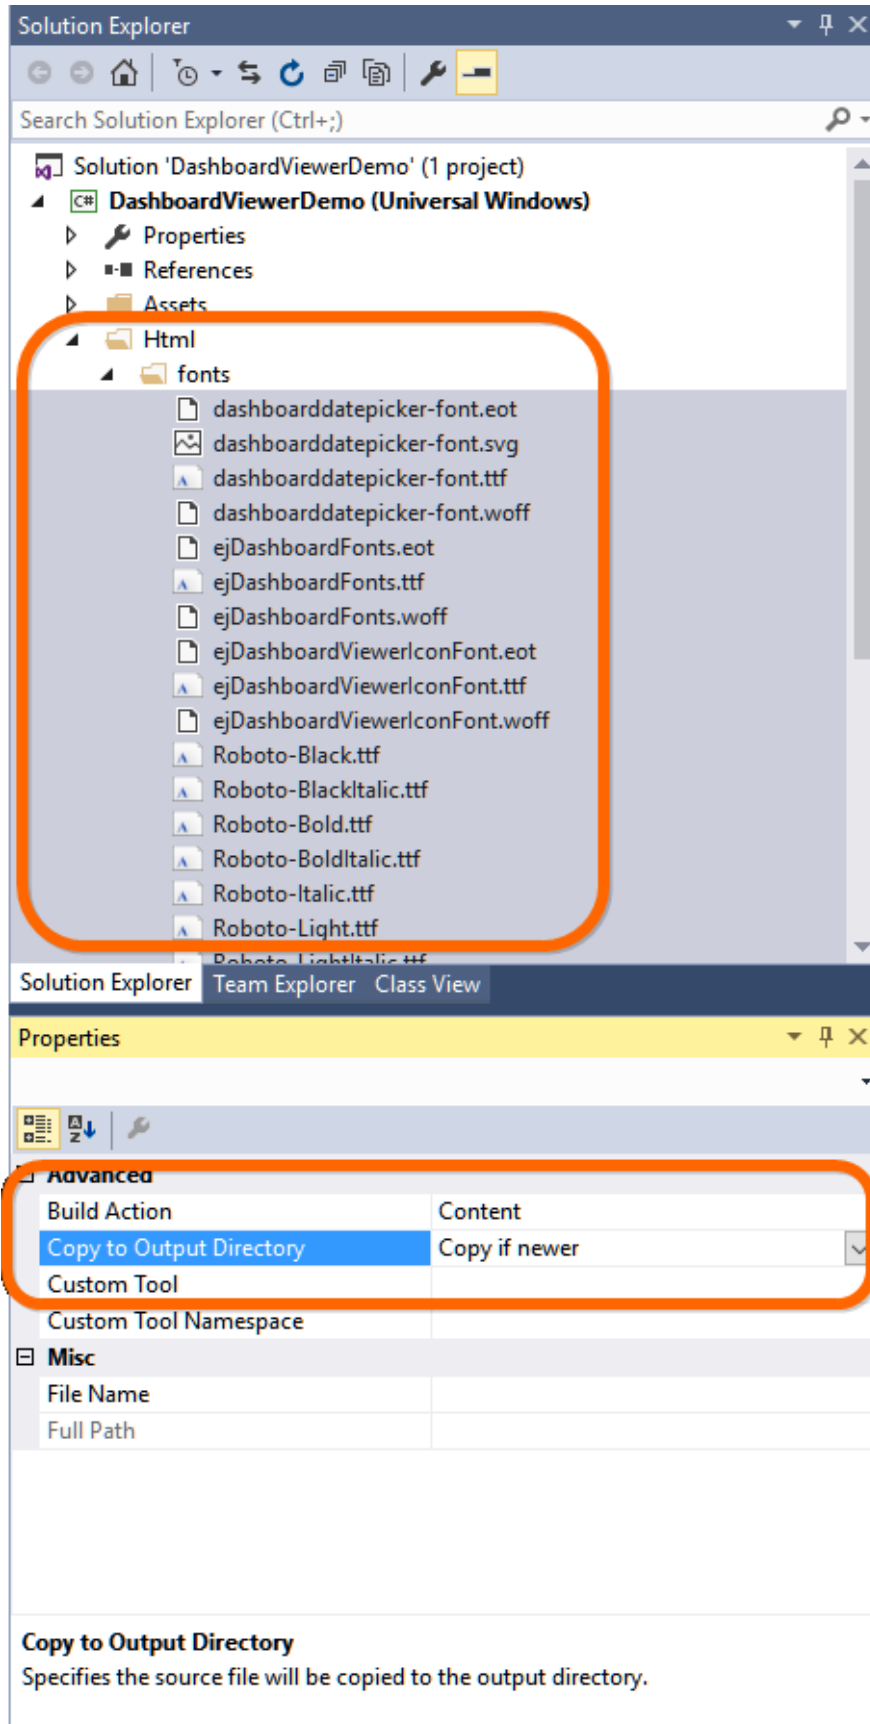 Solution Explorer
Search Solution Explorer (Ctrl+;)
Solution 'DashboardViewerDemo' (1 project)
C# DashboardViewerDemo (Universal Windows)
Properties
References
Assets
Html
fonts
dashboarddatepicker-font.eot
dashboarddatepicker-font.svg
dashboarddatepicker-font.ttf
dashboarddatepicker-font.woff
ejDashboardFonts.eot
ejDashboardFonts.ttf
ejDashboardFonts.woff
ejDashboardViewerIconFont.eot
ejDashboardViewerIconFont.ttf
ejDashboardViewerIconFont.woff
Roboto-Black.ttf
Roboto-BlackItalic.ttf
Roboto-Bold.ttf
Roboto-BoldItalic.ttf
Roboto-Italic.ttf
Roboto-Light.ttf
Roboto-LightItalic.ttf
Solution Explorer Team Explorer Class View
Properties
Advanced
Build Action Content
Copy to Output Directory Copy if newer
Custom Tool
Custom Tool Namespace
Misc
File Name
Full Path
Copy to Output Directory
Specifies the source file will be copied to the output directory.